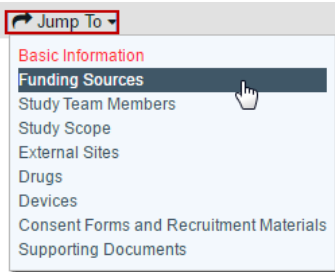 Jump To
Basic Information
Funding Sources
Study Team Members
Study Scope
External Sites
Drugs
Devices
Consent Forms and Recruitment Materials
Supporting Documents